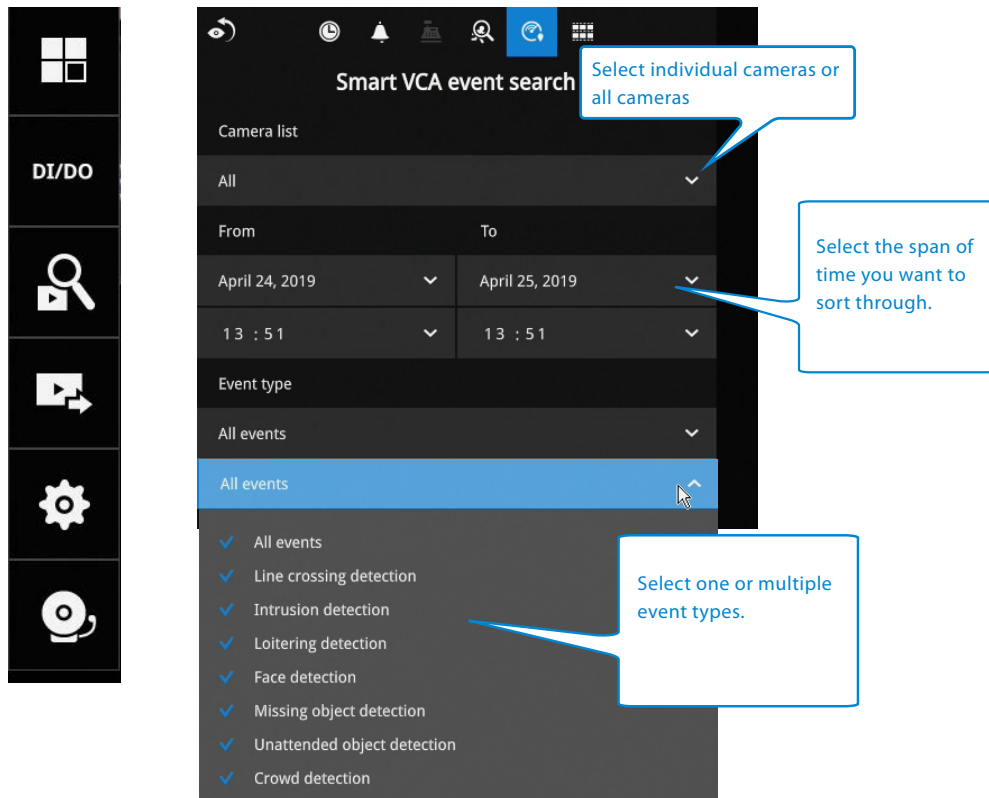 DI/DO
Smart VCA event search
Select individual cameras or
all cameras
Camera list
All
From To
April 24, 2019 April 25, 2019
13 : 51 13 : 51
Select the span of
time you want to
sort through.
Event type
All events
All events
All events
Line crossing detection
Intrusion detection
Loitering detection
Face detection
Missing object detection
Unattended object detection
Crowd detection
Select one or multiple
event types.